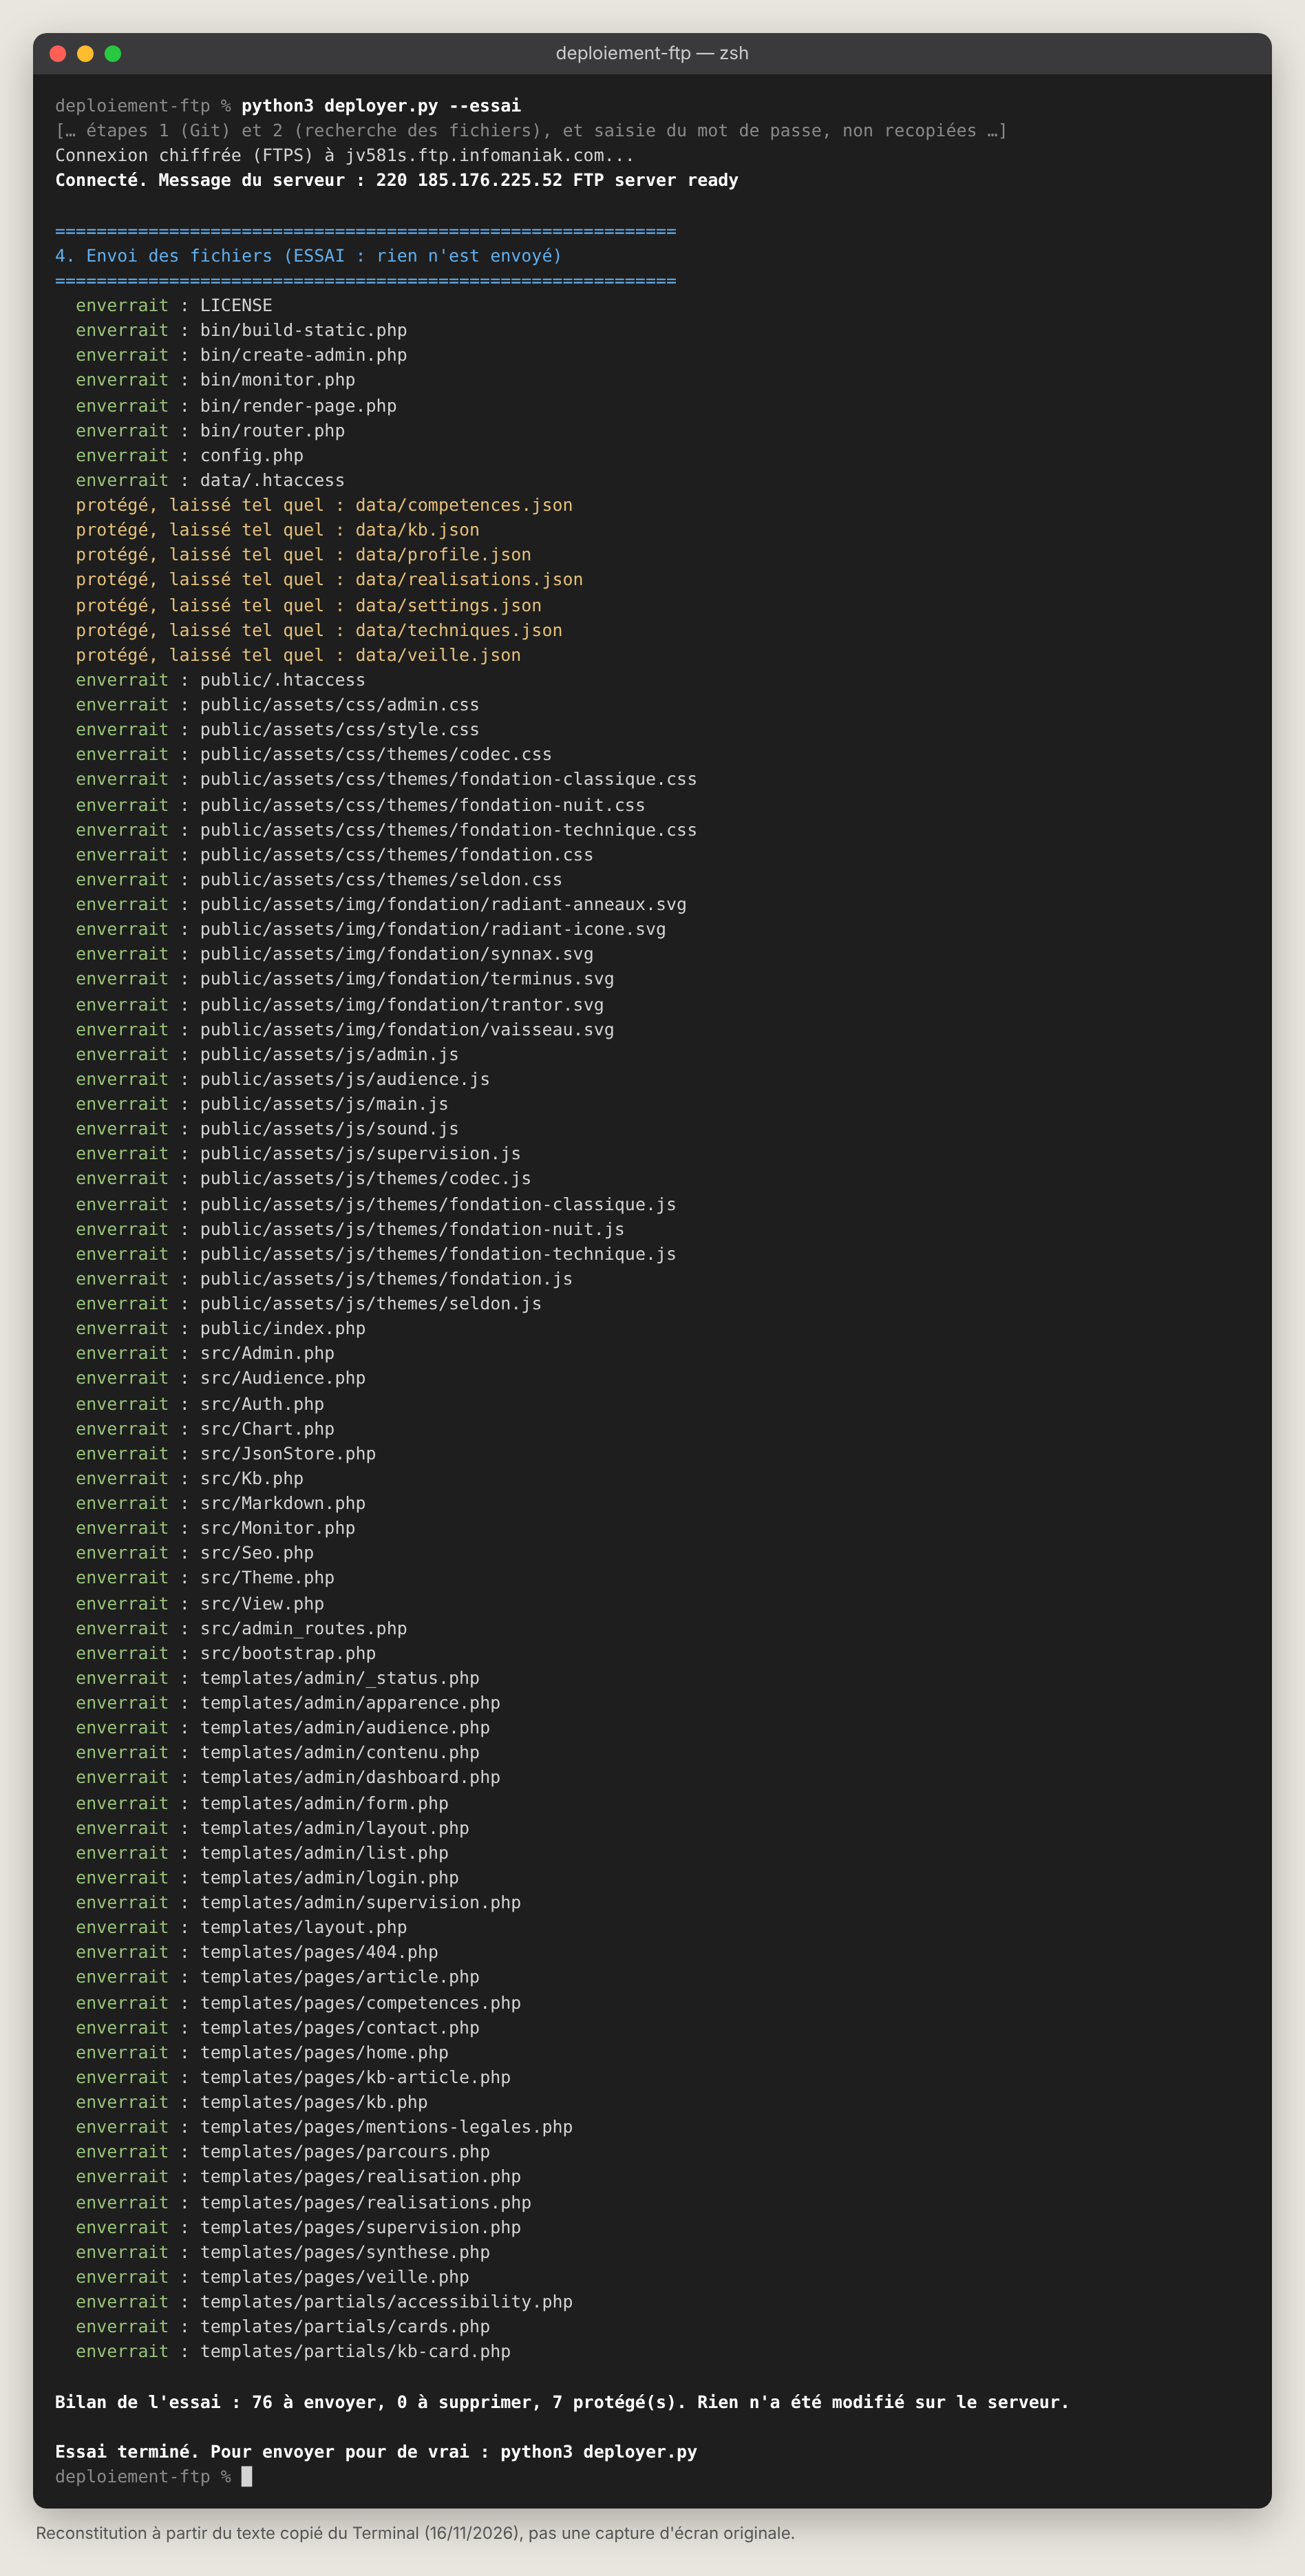 deploiement-ftp — zsh
deploiement-ftp % python3 deployer.py --essai
[… étapes 1 (Git) et 2 (recherche des fichiers), et saisie du mot de passe, non recopiées …]
Connexion chiffrée (FTPS) à jv581s.ftp.infomaniak.com...
Connecté. Message du serveur : 220 185.176.225.52 FTP server ready
============================================================
4. Envoi des fichiers (ESSAI : rien n'est envoyé)
============================================================
enverrait : LICENSE
enverrait : bin/build-static.php
enverrait : bin/create-admin.php
enverrait : bin/monitor.php
enverrait : bin/render-page.php
enverrait : bin/router.php
enverrait : config.php
enverrait : data/.htaccess
protégé, laissé tel quel : data/competences.json
protégé, laissé tel quel : data/kb.json
protégé, laissé tel quel : data/profile.json
protégé, laissé tel quel : data/realisations.json
protégé, laissé tel quel : data/settings.json
protégé, laissé tel quel : data/techniques.json
protégé, laissé tel quel : data/veille.json
enverrait : public/.htaccess
enverrait : public/assets/css/admin.css
enverrait : public/assets/css/style.css
enverrait : public/assets/css/themes/codec.css
enverrait : public/assets/css/themes/fondation-classique.css
enverrait : public/assets/css/themes/fondation-nuit.css
enverrait : public/assets/css/themes/fondation-technique.css
enverrait : public/assets/css/themes/fondation.css
enverrait : public/assets/css/themes/seldon.css
enverrait : public/assets/img/fondation/radiant-anneaux.svg
enverrait : public/assets/img/fondation/radiant-icone.svg
enverrait : public/assets/img/fondation/synnax.svg
enverrait : public/assets/img/fondation/terminus.svg
enverrait : public/assets/img/fondation/trantor.svg
enverrait : public/assets/img/fondation/vaisseau.svg
enverrait : public/assets/js/admin.js
enverrait : public/assets/js/audience.js
enverrait : public/assets/js/main.js
enverrait : public/assets/js/sound.js
enverrait : public/assets/js/supervision.js
enverrait : public/assets/js/themes/codec.js
enverrait : public/assets/js/themes/fondation-classique.js
enverrait : public/assets/js/themes/fondation-nuit.js
enverrait : public/assets/js/themes/fondation-technique.js
enverrait : public/assets/js/themes/fondation.js
enverrait : public/assets/js/themes/seldon.js
enverrait : public/index.php
enverrait : src/Admin.php
enverrait : src/Audience.php
enverrait : src/Auth.php
enverrait : src/Chart.php
enverrait : src/JsonStore.php
enverrait : src/Kb.php
enverrait : src/Markdown.php
enverrait : src/Monitor.php
enverrait : src/Seo.php
enverrait : src/Theme.php
enverrait : src/View.php
enverrait : src/admin_routes.php
enverrait : src/bootstrap.php
enverrait : templates/admin/_status.php
enverrait : templates/admin/apparence.php
enverrait : templates/admin/audience.php
enverrait : templates/admin/contenu.php
enverrait : templates/admin/dashboard.php
enverrait : templates/admin/form.php
enverrait : templates/admin/layout.php
enverrait : templates/admin/list.php
enverrait : templates/admin/login.php
enverrait : templates/admin/supervision.php
enverrait : templates/layout.php
enverrait : templates/pages/404.php
enverrait : templates/pages/article.php
enverrait : templates/pages/competences.php
enverrait : templates/pages/contact.php
enverrait : templates/pages/home.php
enverrait : templates/pages/kb-article.php
enverrait : templates/pages/kb.php
enverrait : templates/pages/mentions-legales.php
enverrait : templates/pages/parcours.php
enverrait : templates/pages/realisation.php
enverrait : templates/pages/realisations.php
enverrait : templates/pages/supervision.php
enverrait : templates/pages/synthese.php
enverrait : templates/pages/veille.php
enverrait : templates/partials/accessibility.php
enverrait : templates/partials/cards.php
enverrait : templates/partials/kb-card.php
Bilan de l'essai : 76 à envoyer, 0 à supprimer, 7 protégé(s). Rien n'a été modifié sur le serveur.
Essai terminé. Pour envoyer pour de vrai : python3 deployer.py
deploiement-ftp %
Reconstitution à partir du texte copié du Terminal (16/11/2026), pas une capture d'écran originale.